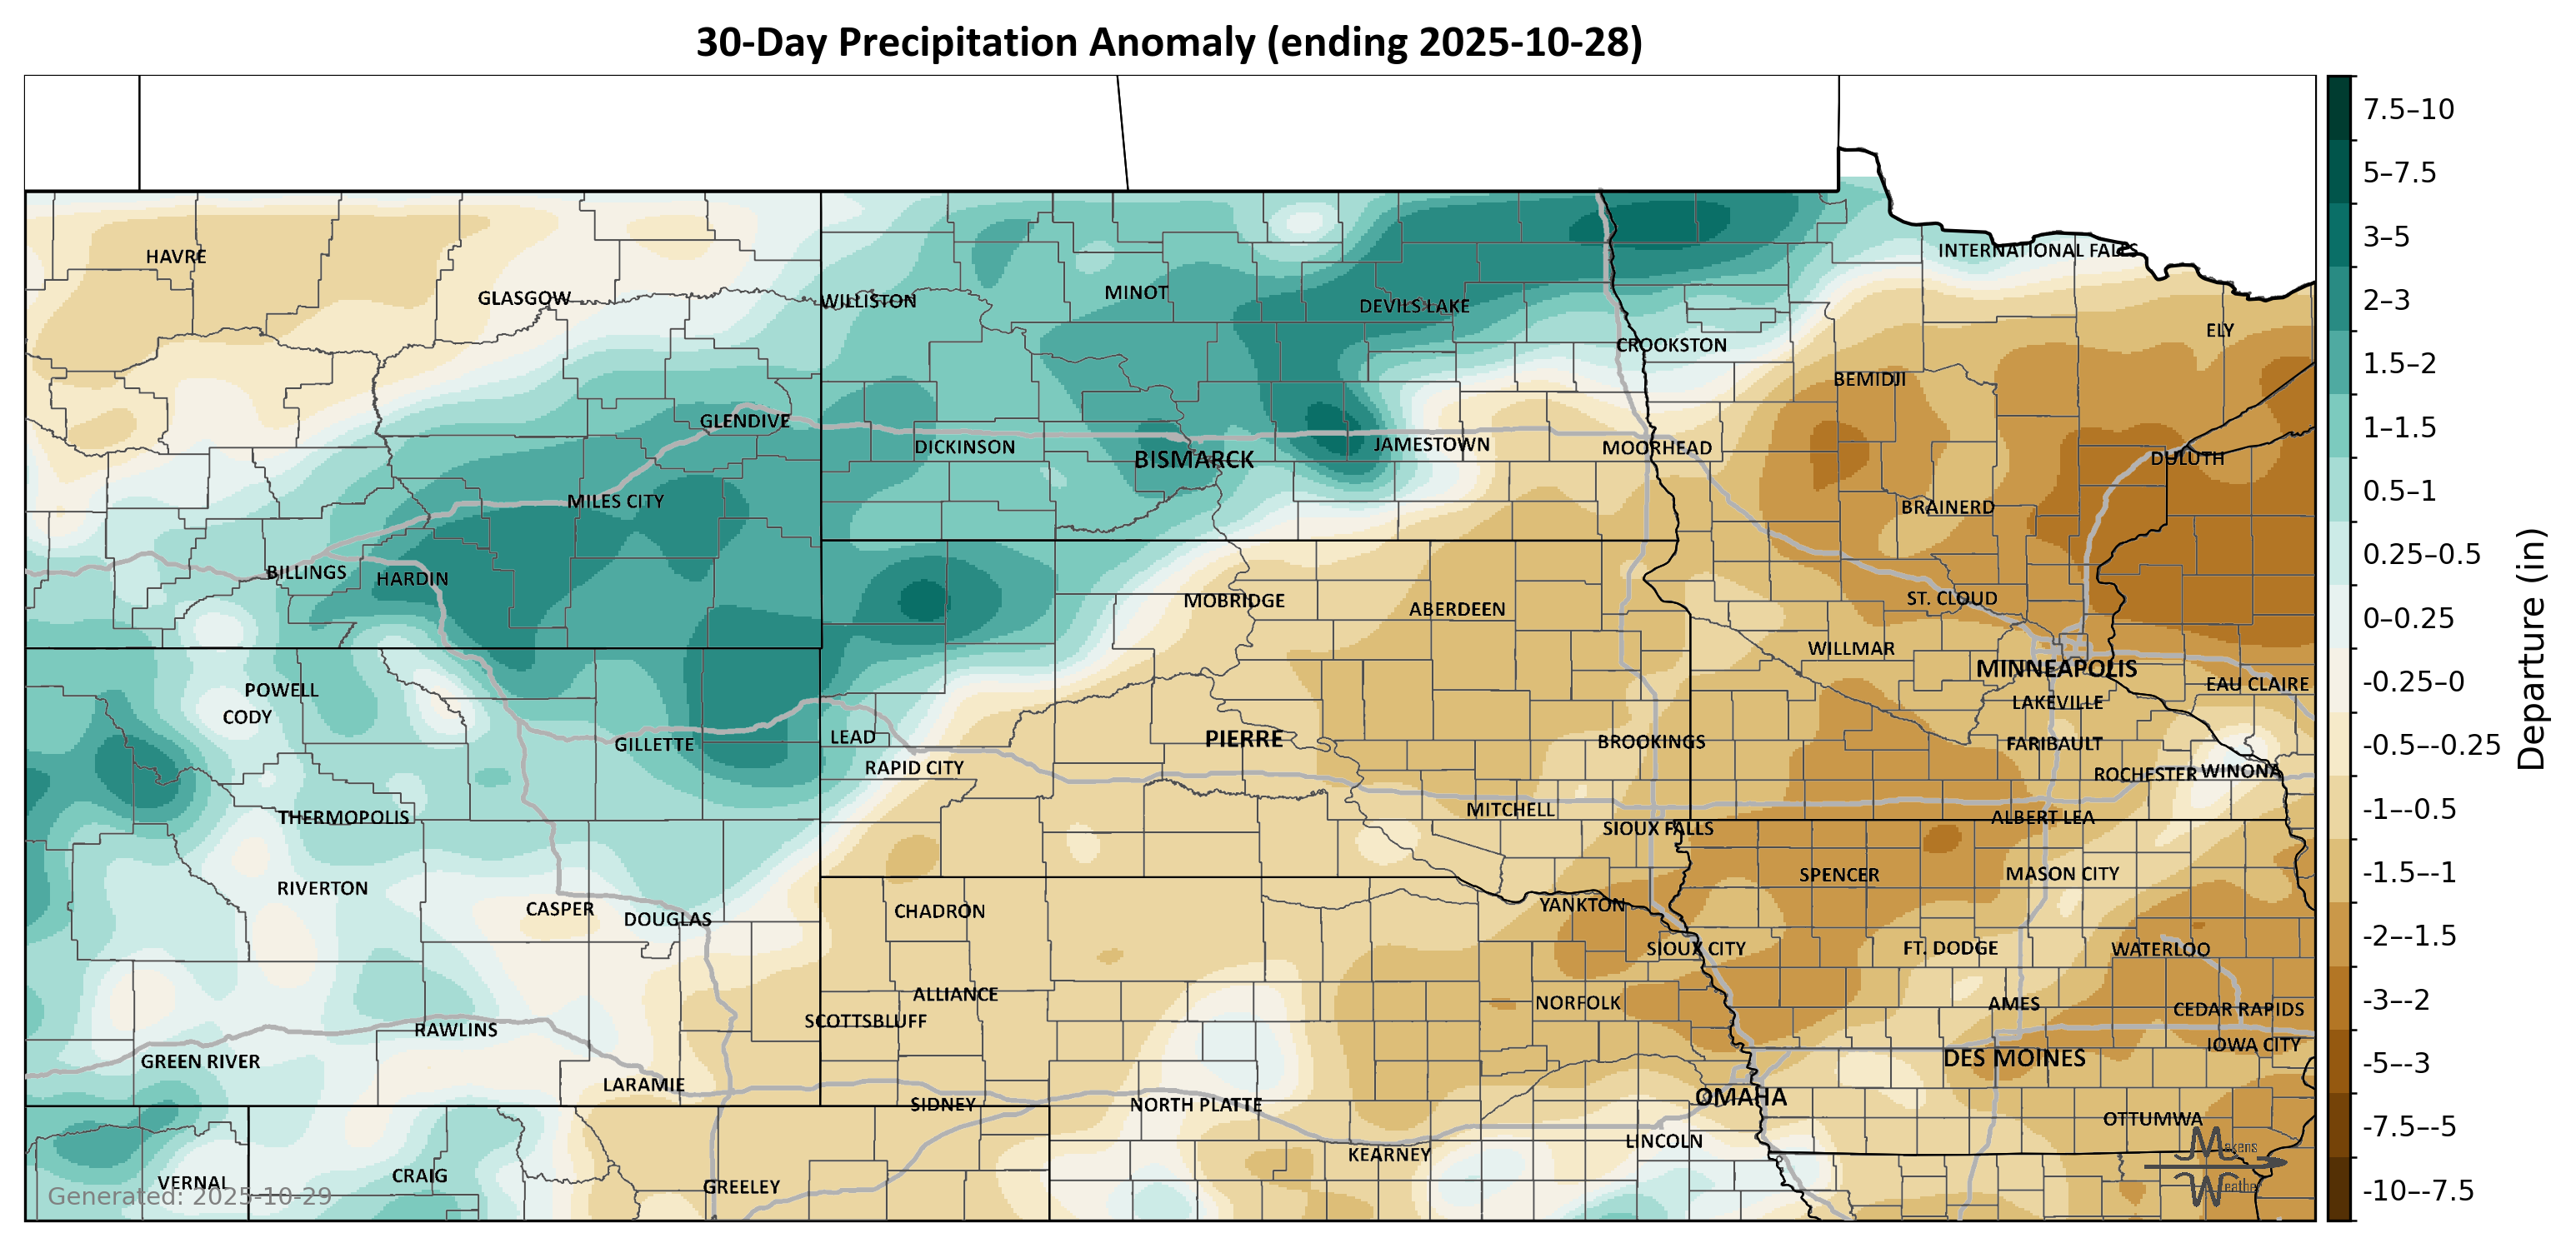 30-Day Precipitation Anomaly (ending 2025-10-28)
7.5–10
5–7.5
3–5
2–3
1.5–2
1–1.5
0.5–1
0.25–0.5
0–0.25
-0.25–0
-0.5–-0.25
-1–-0.5
-1.5–-1
-2–-1.5
-3–-2
-5–-3
-7.5–-5
-10–-7.5
Departure (in)
INTERNATIONAL FALLS
HAVRE
GLASGOW
WILLISTON
MINOT
DEVILS LAKE
ELY
CROOKSTON
BEMIDJI
GLENDIVE
DICKINSON
BISMARCK
JAMESTOWN
MOORHEAD
DULUTH
MILES CITY
BRAINERD
BILLINGS
HARDIN
MOBRIDGE
ABERDEEN
ST. CLOUD
WILLMAR
MINNEAPOLIS
EAU CLAIRE
POWELL
CODY
LAKEVILLE
GILLETTE
LEAD
PIERRE
BROOKINGS
FARIBAULT
RAPID CITY
ROCHESTER
WINONA
THERMOPOLIS
MITCHELL
SIOUX FALLS
ALBERT LEA
RIVERTON
SPENCER
MASON CITY
CASPER
DOUGLAS
CHADRON
YANKTON
SIOUX CITY
FT. DODGE
WATERLOO
ALLIANCE
NORFOLK
AMES
CEDAR RAPIDS
SCOTTSBLUFF
RAWLINS
GREEN RIVER
IOWA CITY
DES MOINES
LARAMIE
SIDNEY
NORTH PLATTE
OMAHA
OTTUMWA
LINCOLN
KEARNEY
VERNAL
CRAIG
GREELEY
Generated: 2025-10-29
Makens
Weather